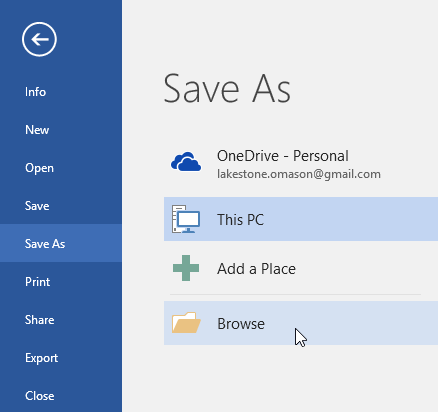 Info
New
Open
Save
Save As
Print
Share
Export
Close
Save As
OneDrive - Personal
lakestone.omason@gmail.com
This PC
Add a Place
Browse